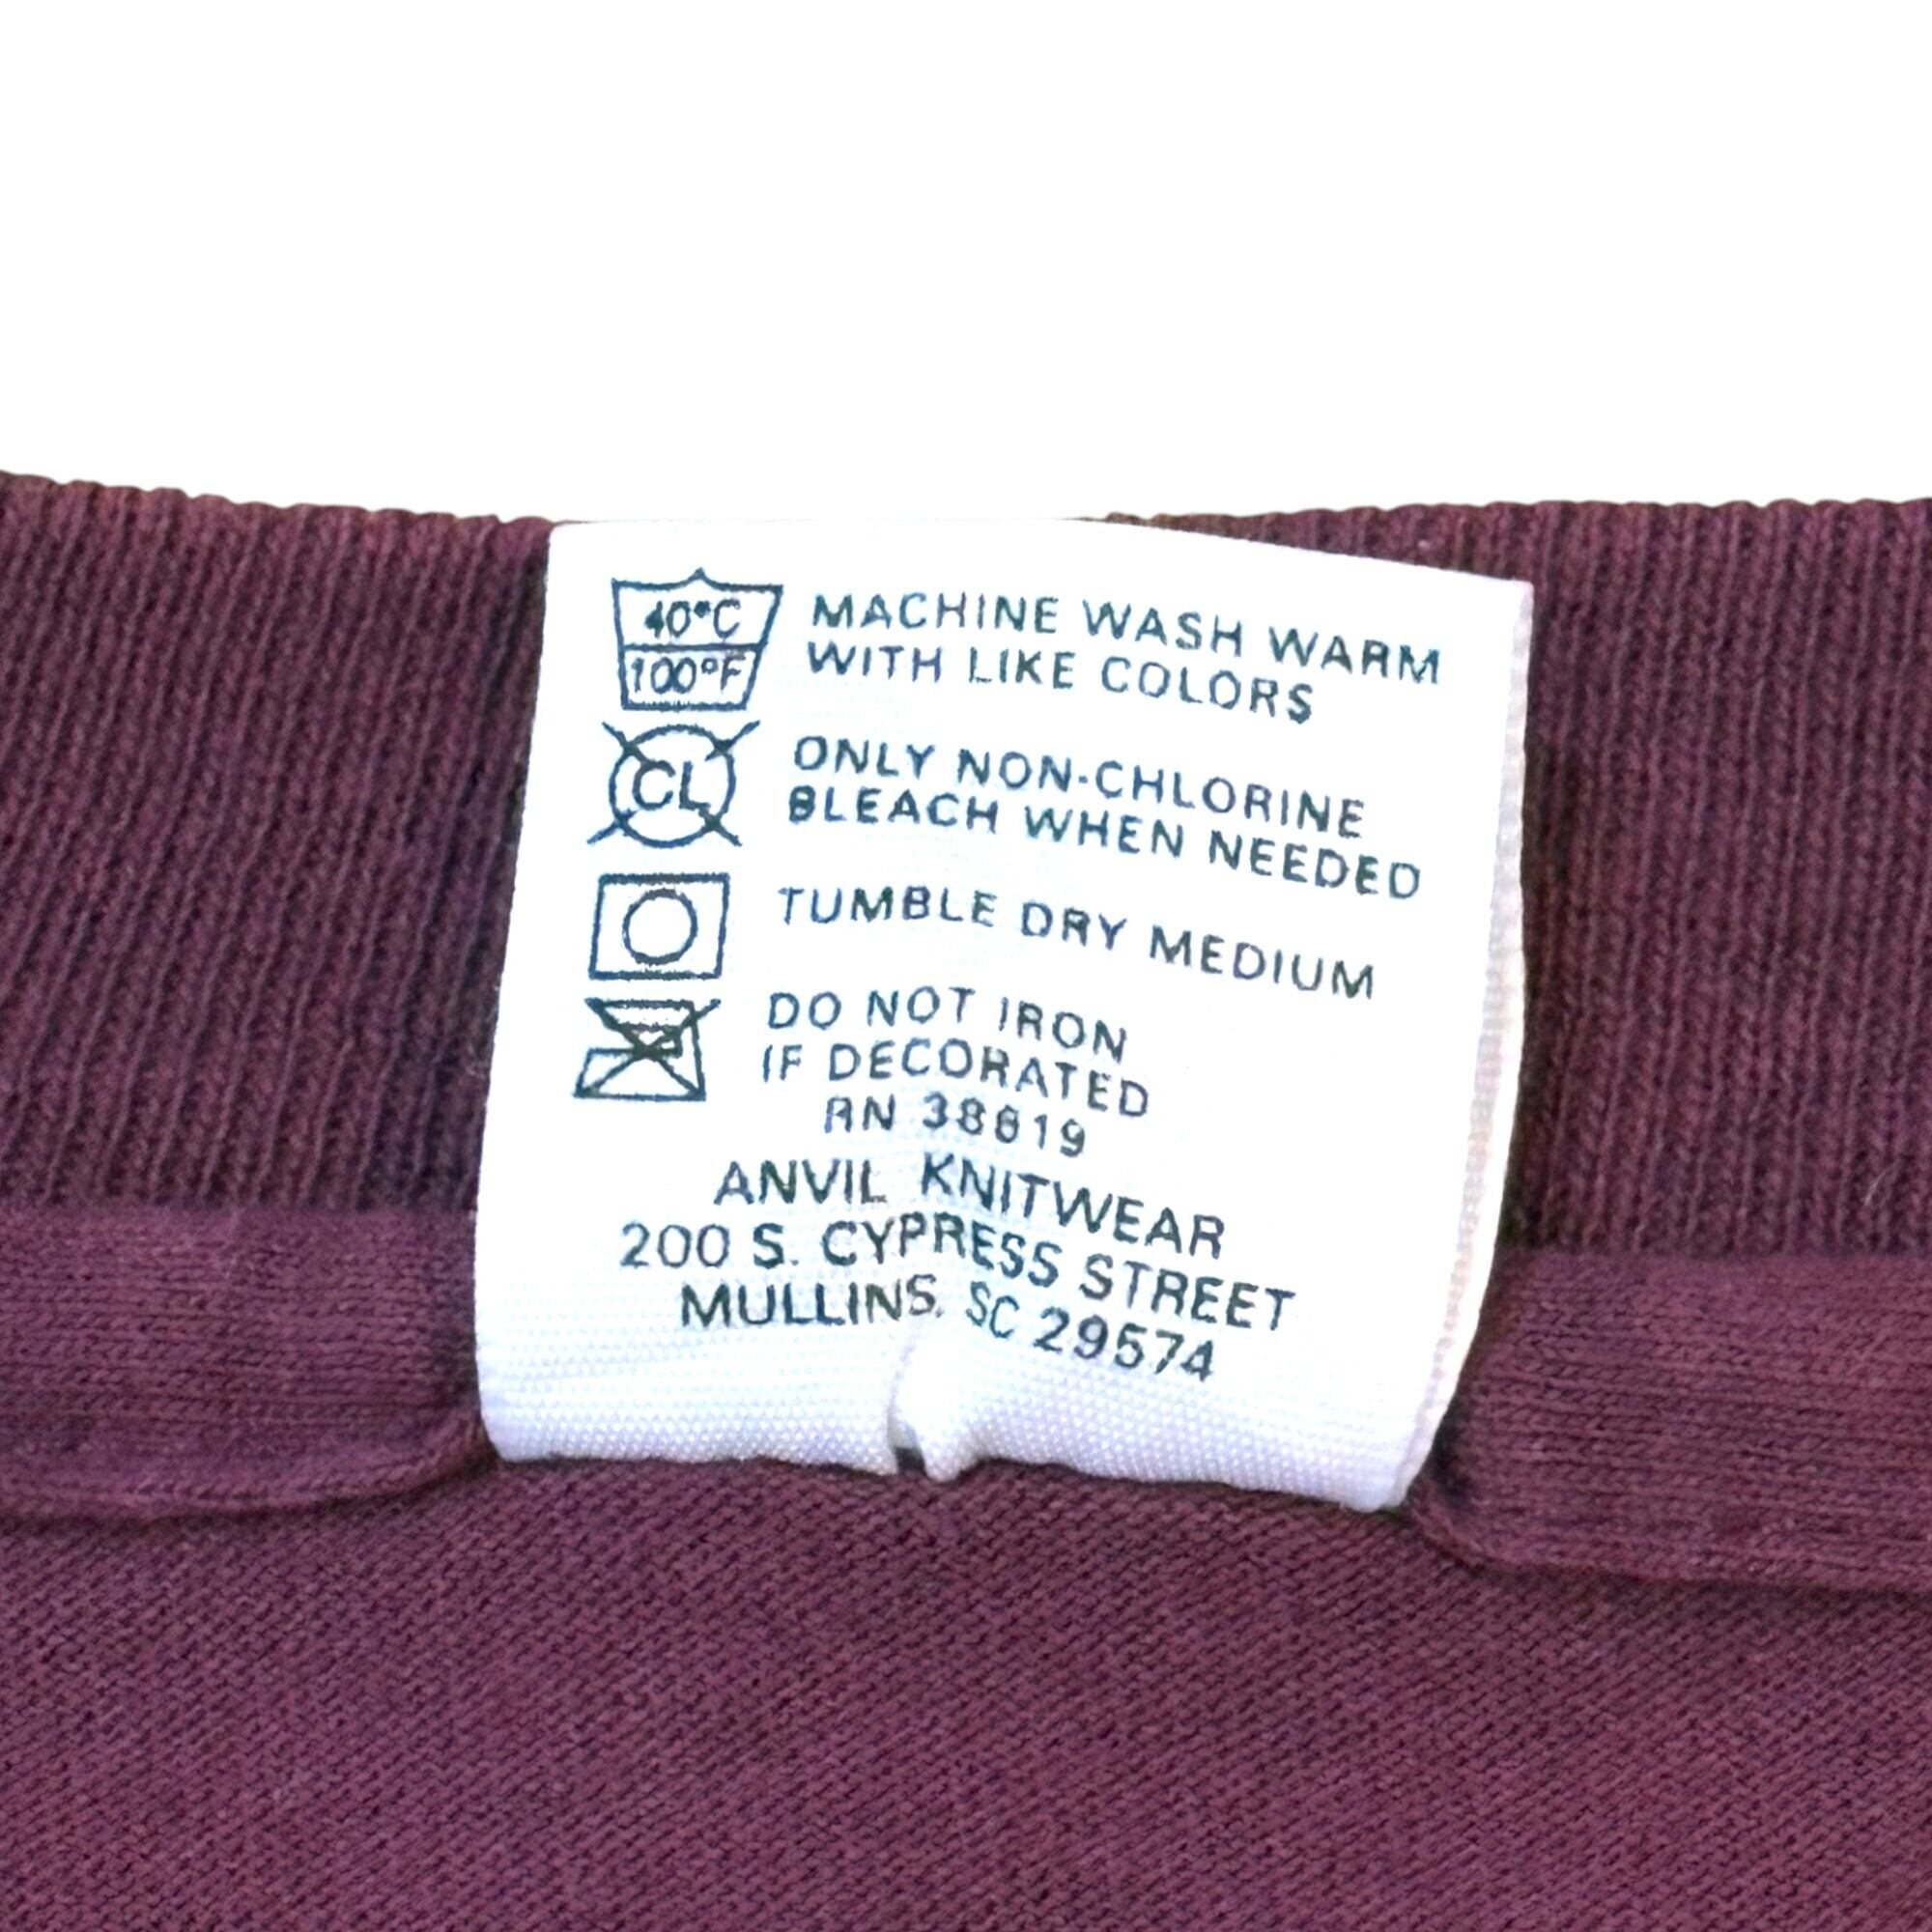 40°C
100°F
MACHINE WASH WARM
WITH LIKE COLORS
CL
ONLY NON-CHLORINE
BLEACH WHEN NEEDED
TUMBLE DRY MEDIUM
DO NOT IRON
IF DECORATED
RN
ANVIL KNITWEAR
200 S. CYPRESS STREET
MULLINS, SC 29574